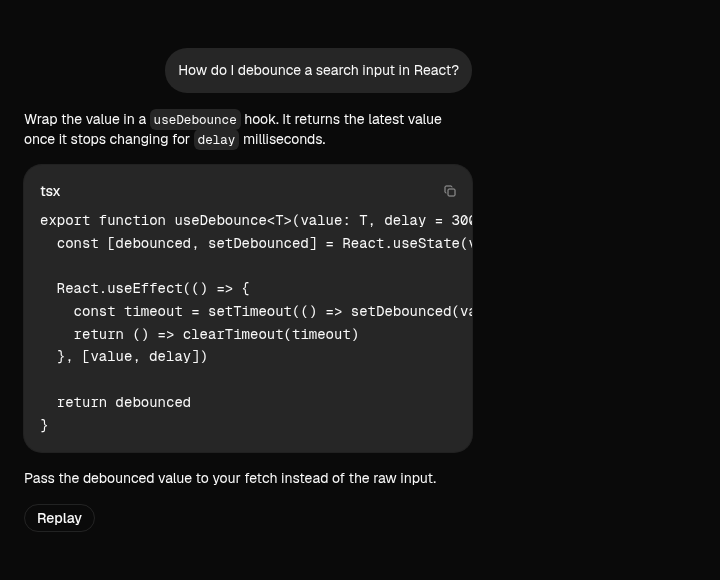 How do I debounce a search input in React?
Wrap the value in a useDebounce hook. It returns the latest value
once it stops changing for delay milliseconds.
tsx
export function useDebounce<T>(value: T, delay = 300
  const [debounced, setDebounced] = React.useState(v

  React.useEffect(() => {
    const timeout = setTimeout(() => setDebounced(va
    return () => clearTimeout(timeout)
  }, [value, delay])

  return debounced
}
Pass the debounced value to your fetch instead of the raw input.
Replay